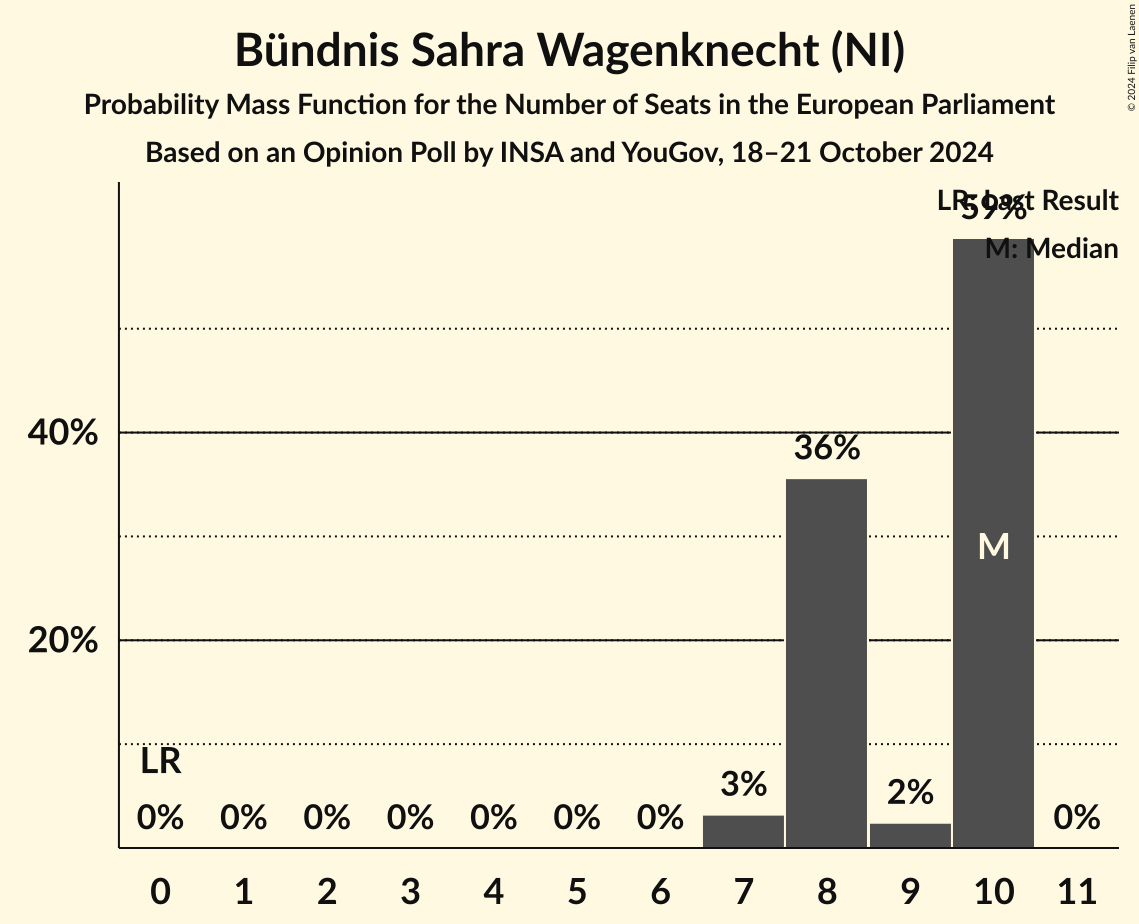 © 2024 Filip van Laenen
Bündnis Sahra Wagenknecht (NI)
Probability Mass Function for the Number of Seats in the European Parliament
Based on an Opinion Poll by INSA and YouGov, 18–21 October 2024
LR: Last Result
59%
M: Median
40%
36%
M
20%
LR
3%
2%
0% 0% 0% 0% 0% 0% 0% 0%
0 1 2 3 4 5 6 7 8 9 10 11